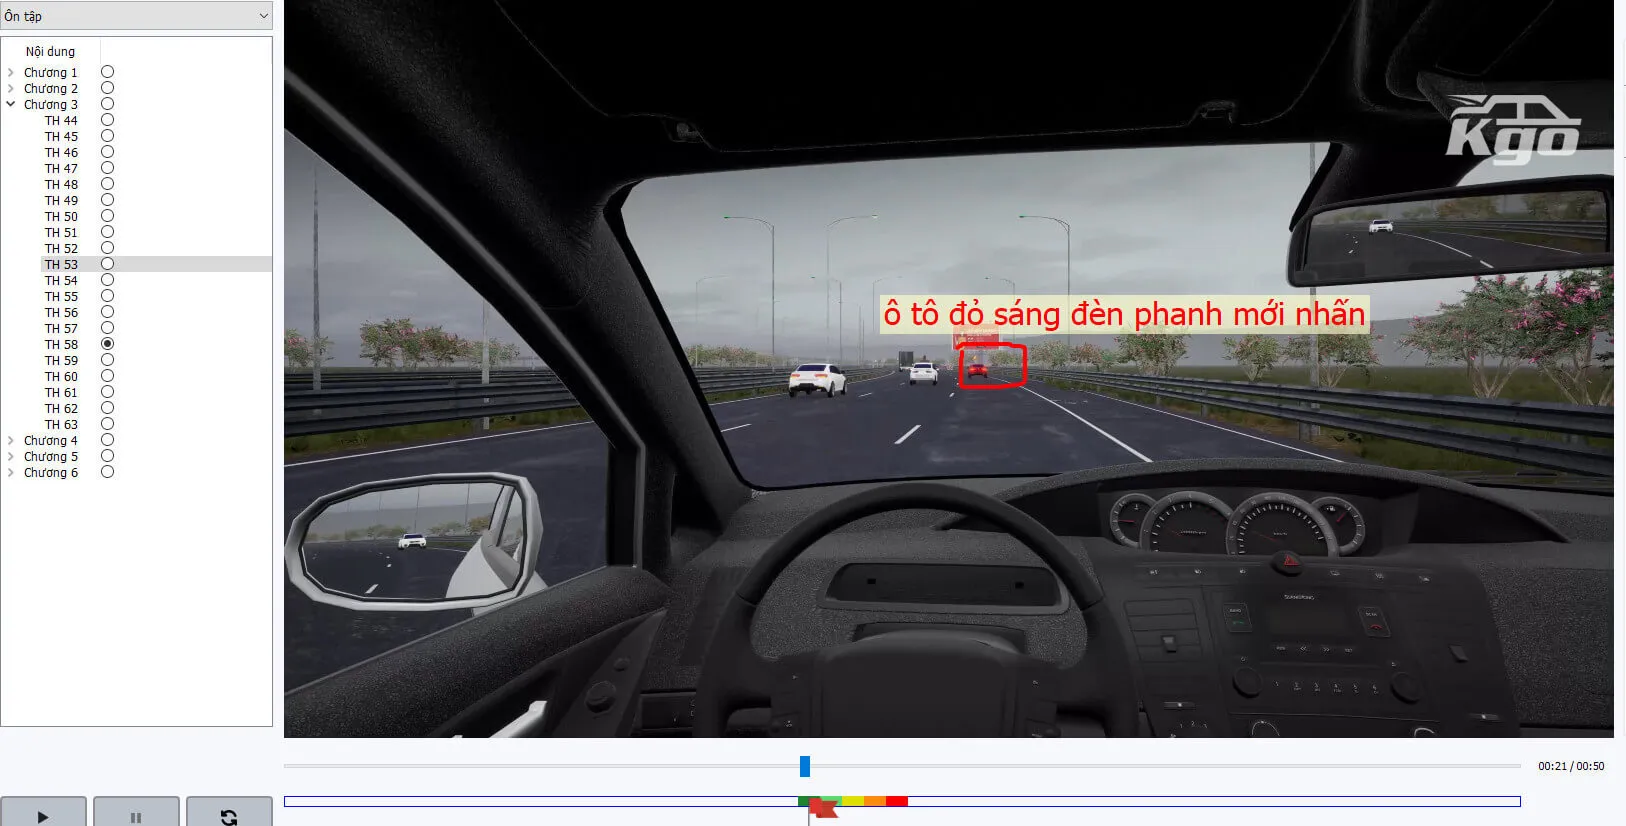 Ôn tập
Nội dung
Chương 1
Chương 2
Chương 3
TH 44
TH 45
TH 46
TH 47
TH 48
TH 49
TH 50
TH 51
TH 52
TH 53
TH 54
TH 55
TH 56
TH 57
TH 58
TH 59
TH 60
TH 61
TH 62
TH 63
Chương 4
Chương 5
Chương 6
Kgo
ô tô đỏ sáng đèn phanh mới nhấn
00:21 / 00:50